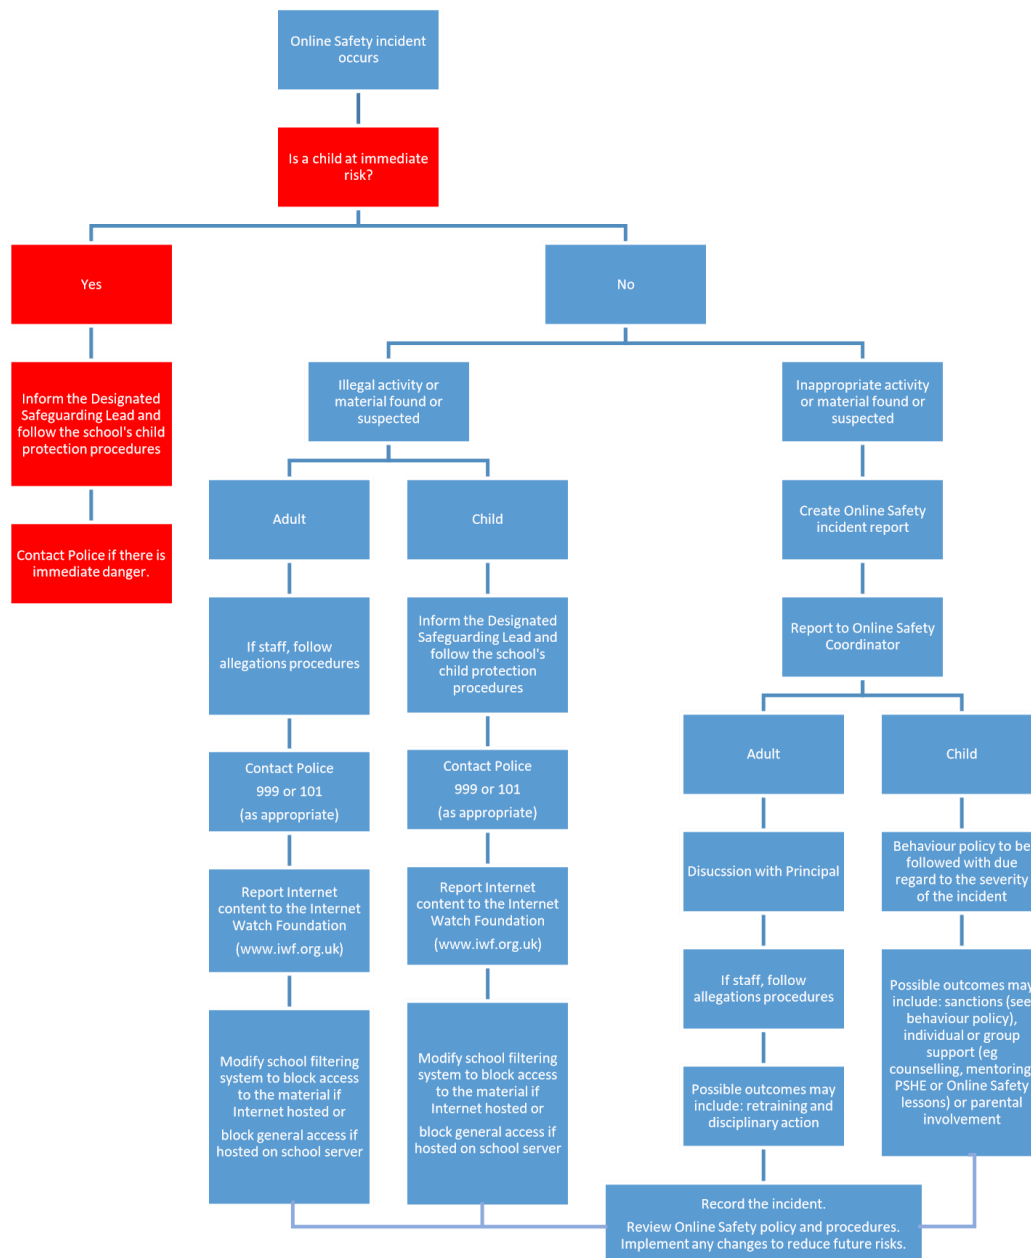 Online Safety incident
occurs
Is a child at immediate
risk?
Yes
No
Inform the Designated
Safeguarding Lead and
follow the school's child
protection procedures
Contact Police if there is
immediate danger.
Illegal activity or
material found or
suspected
Inappropriate activity
or material found or
suspected
Adult
Child
If staff, follow
allegations procedures
Contact Police
999 or 101
(as appropriate)
Report Internet
content to the Internet
Watch Foundation
(www.iwf.org.uk)
Modify school filtering
system to block access
to the material if
Internet hosted or
block general access if
hosted on school server
Inform the Designated
Safeguarding Lead and
follow the school's
child protection
procedures
Contact Police
999 or 101
(as appropriate)
Report Internet
content to the Internet
Watch Foundation
(www.iwf.org.uk)
Modify school filtering
system to block access
to the material if
Internet hosted or
block general access if
hosted on school server
Create Online Safety
incident report
Report to Online Safety
Coordinator
Adult
Child
Disucssion with Principal
If staff, follow
allegations procedures
Possible outcomes may
include: retraining and
disciplinary action
Behaviour policy to be
followed with due
regard to the severity
of the incident
Possible outcomes may
include: sanctions (see
behaviour policy),
individual or group
support (eg
counselling, mentoring,
PSHE or Online Safety
lessons) or parental
involvement
Record the incident.
Review Online Safety policy and procedures.
Implement any changes to reduce future risks.